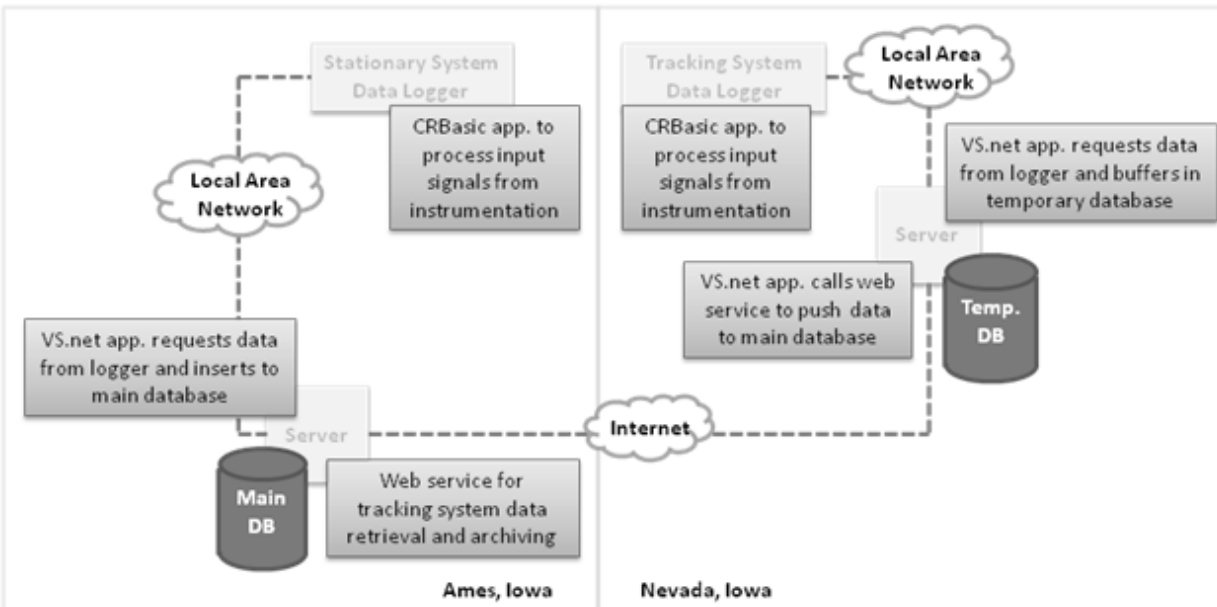 Stationary System
Data Logger
CRBasic app. to
process input
signals from
instrumentation
Local Area
Network
VS.net app. requests data
from logger and inserts to
main database
Server
Main
DB
Web service for
tracking system data
retrieval and archiving
Ames, Iowa
Internet
Tracking System
Data Logger
CRBasic app. to
process input
signals from
instrumentation
Local Area
Network
VS.net app. requests data
from logger and buffers in
temporary database
Server
VS.net app. calls web
service to push data
to main database
Temp.
DB
Nevada, Iowa